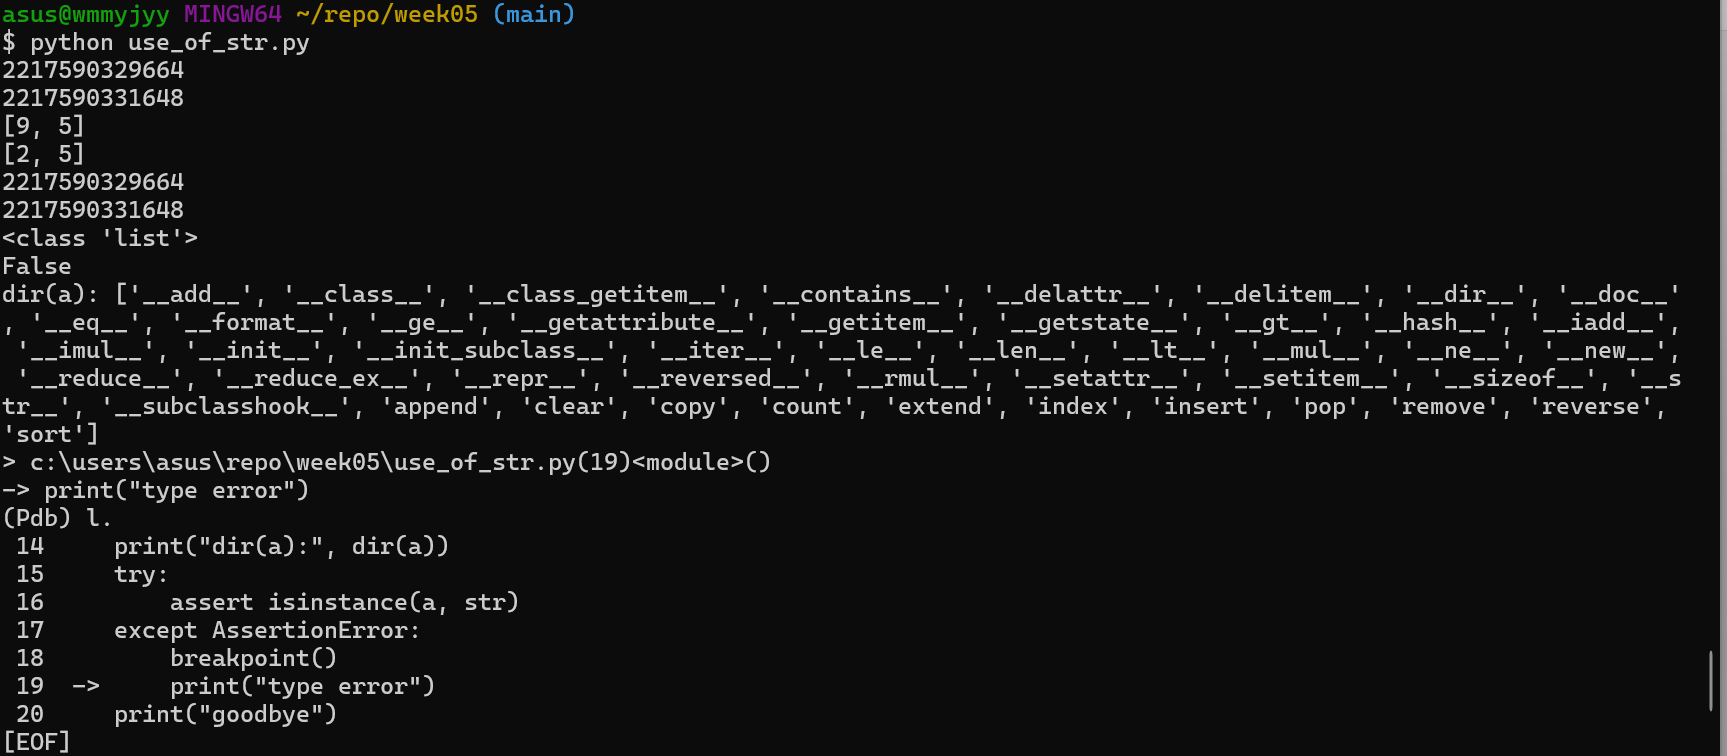 asus@wmmyjyy MINGW64 ~/repo/week05 (main)
$ python use_of_str.py
2217590329664
2217590331648
[9, 5]
[2, 5]
2217590329664
2217590331648
<class 'list'>
False
dir(a): ['__add__', '__class__', '__class_getitem__', '__contains__', '__delattr__', '__delitem__', '__dir__', '__doc__'
, '__eq__', '__format__', '__ge__', '__getattribute__', '__getitem__', '__getstate__', '__gt__', '__hash__', '__iadd__',
 '__imul__', '__init__', '__init_subclass__', '__iter__', '__le__', '__len__', '__lt__', '__mul__', '__ne__', '__new__',
 '__reduce__', '__reduce_ex__', '__repr__', '__reversed__', '__rmul__', '__setattr__', '__setitem__', '__sizeof__', '__s
tr__', '__subclasshook__', 'append', 'clear', 'copy', 'count', 'extend', 'index', 'insert', 'pop', 'remove', 'reverse',
'sort']
> c:\users\asus\repo\week05\use_of_str.py(19)<module>()
-> print("type error")
(Pdb) l.
 14     print("dir(a):", dir(a))
 15     try:
 16         assert isinstance(a, str)
 17     except AssertionError:
 18         breakpoint()
 19  ->     print("type error")
 20     print("goodbye")
[EOF]